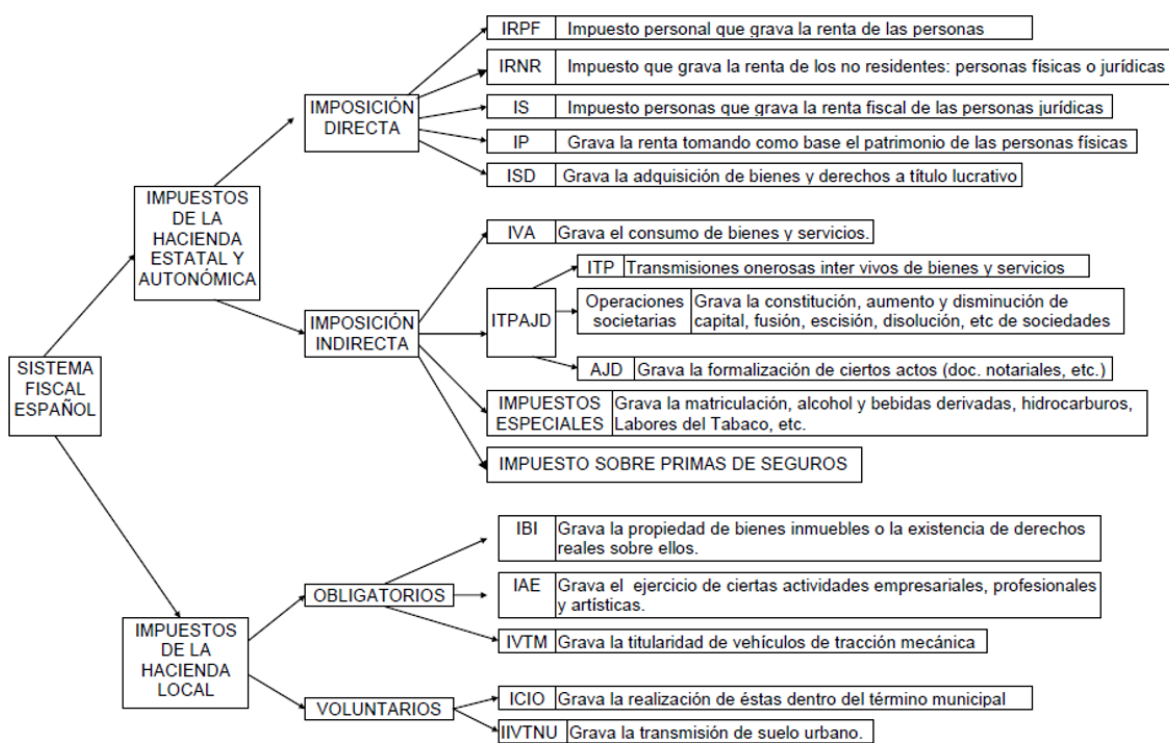 SISTEMA
FISCAL
ESPAÑOL
IMPUESTOS
DE LA
HACIENDA
ESTATAL Y
AUTONÓMICA
IMPOSICIÓN
DIRECTA
IRPF Impuesto personal que grava la renta de las personas
IRNR Impuesto que grava la renta de los no residentes: personas físicas o jurídicas
IS Impuesto personas que grava la renta fiscal de las personas jurídicas
IP Grava la renta tomando como base el patrimonio de las personas físicas
ISD Grava la adquisición de bienes y derechos a título lucrativo
IMPOSICIÓN
INDIRECTA
IVA Grava el consumo de bienes y servicios.
ITPAJD
ITP Transmisiones onerosas inter vivos de bienes y servicios
Operaciones
societarias
Grava la constitución, aumento y disminución de
capital, fusión, escisión, disolución, etc de sociedades
AJD Grava la formalización de ciertos actos (doc. notariales, etc.)
IMPUESTOS
ESPECIALES
Grava la matriculación, alcohol y bebidas derivadas, hidrocarburos,
Labores del Tabaco, etc.
IMPUESTO SOBRE PRIMAS DE SEGUROS
IMPUESTOS
DE LA
HACIENDA
LOCAL
OBLIGATORIOS
IBI Grava la propiedad de bienes inmuebles o la existencia de derechos
reales sobre ellos.
IAE Grava el ejercicio de ciertas actividades empresariales, profesionales
y artísticas.
IVTM Grava la titularidad de vehículos de tracción mecánica
VOLUNTARIOS
ICIO Grava la realización de éstas dentro del término municipal
IIVTNU Grava la transmisión de suelo urbano.